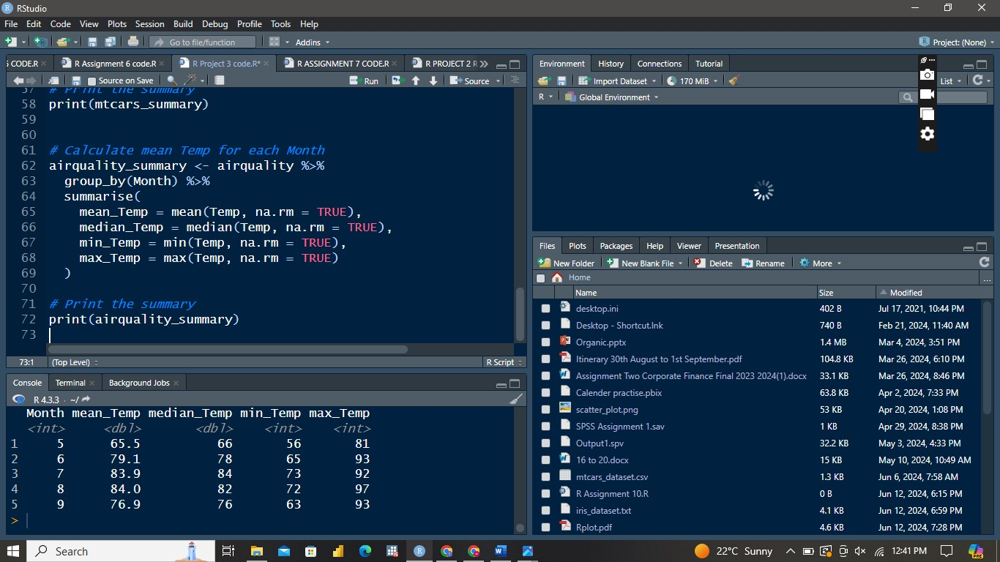 RStudio
File Edit Code View Plots Session Build Debug Profile Tools Help
Go to file/function Addins Project: (None)
5 CODE.R R Assignment 6 code.R R Project 3 code.R* R ASSIGNMENT 7 CODE.R R PROJECT 2 R
Source on Save Run Source
57 # Print the summary
58 print(mtcars_summary)
59
60
61 # Calculate mean Temp for each Month
62 airquality_summary <- airquality %>%
63 group_by(Month) %>%
64 summarise(
65 mean_Temp = mean(Temp, na.rm = TRUE),
66 median_Temp = median(Temp, na.rm = TRUE),
67 min_Temp = min(Temp, na.rm = TRUE),
68 max_Temp = max(Temp, na.rm = TRUE)
69 )
70
71 # Print the summary
72 print(airquality_summary)
73
73:1 (Top Level) R Script
Console Terminal Background Jobs
R 4.3.3 · ~/
Month mean_Temp median_Temp min_Temp max_Temp
<int> <dbl> <dbl> <int> <int>
1 5 65.5 66 56 81
2 6 79.1 78 65 93
3 7 83.9 84 73 92
4 8 84.0 82 72 97
5 9 76.9 76 63 93
>
Environment History Connections Tutorial
Import Dataset 170 MiB List
R Global Environment
Files Plots Packages Help Viewer Presentation
New Folder New Blank File Delete Rename More
Home ...
Name Size Modified
desktop.ini 402 B Jul 17, 2021, 10:44 PM
Desktop - Shortcut.lnk 740 B Feb 21, 2024, 11:40 AM
Organic.pptx 1.4 MB Mar 4, 2024, 3:51 PM
Itinerary 30th August to 1st September.pdf 104.8 KB Mar 26, 2024, 6:10 PM
Assignment Two Corporate Finance Final 2023 2024(1).docx 33.1 KB Mar 26, 2024, 8:46 PM
Calender practise.pbix 63.8 KB Apr 2, 2024, 7:33 PM
scatter_plot.png 53 KB Apr 20, 2024, 1:08 PM
SPSS Assignment 1.sav 1 KB Apr 29, 2024, 8:38 PM
Output1.spv 32.2 KB May 3, 2024, 4:33 PM
16 to 20.docx 15 KB May 10, 2024, 10:49 AM
mtcars_dataset.csv 1.3 KB Jun 6, 2024, 7:58 AM
R Assignment 10.R 0 B Jun 12, 2024, 6:15 PM
iris_dataset.txt 4.1 KB Jun 12, 2024, 6:59 PM
Rplot.pdf 4.6 KB Jun 12, 2024, 7:28 PM
Search 22°C Sunny 12:41 PM